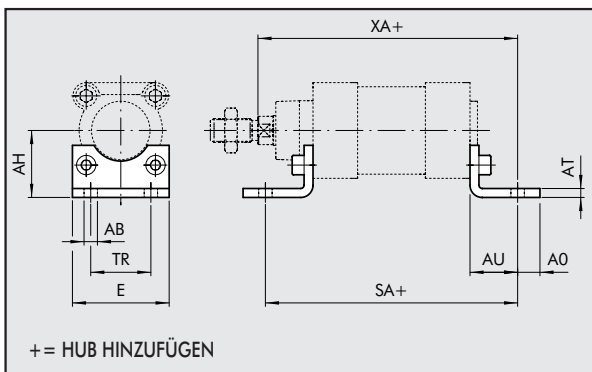 XA+
AH
AT
AB
AU
A0
TR
E
SA+
+= HUB HINZUFÜGEN